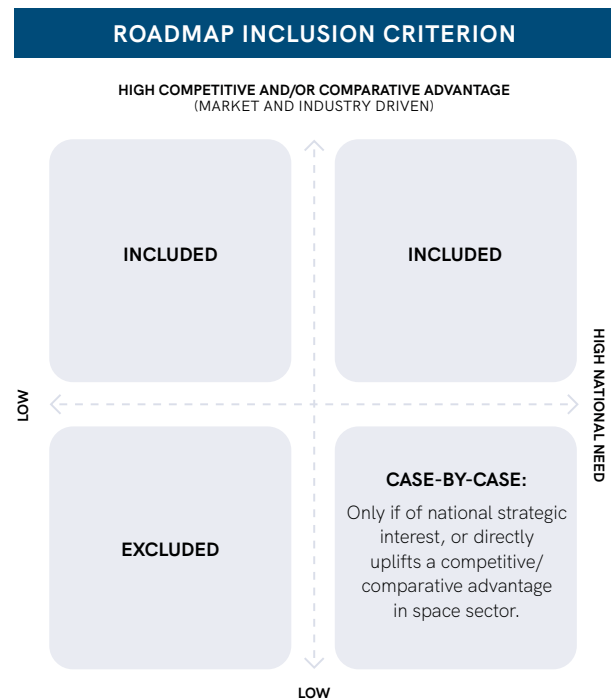 ROADMAP INCLUSION CRITERION
HIGH COMPETITIVE AND/OR COMPARATIVE ADVANTAGE
(MARKET AND INDUSTRY DRIVEN)
INCLUDED
INCLUDED
LOW
HIGH NATIONAL NEED
EXCLUDED
CASE-BY-CASE:
Only if of national strategic
interest, or directly
uplifts a competitive/
comparative advantage
in space sector.
LOW